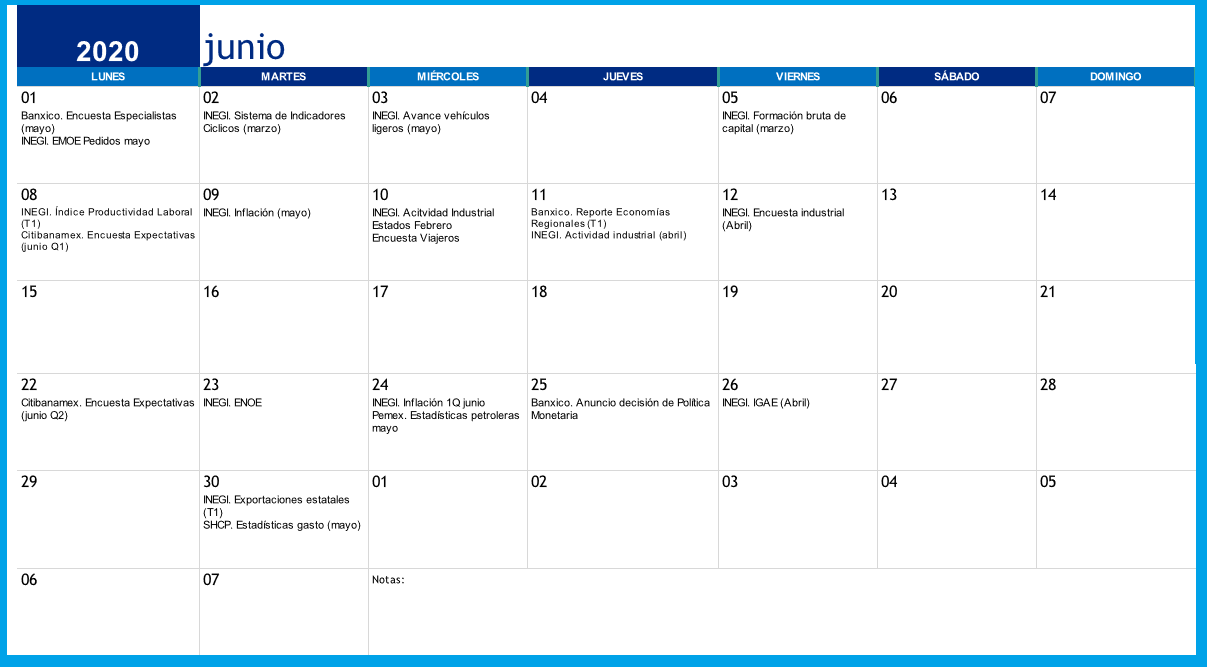 2020
junio
LUNES
MARTES
MIÉRCOLES
JUEVES
VIERNES
SÁBADO
DOMINGO
01
Banxico. Encuesta Especialistas
(mayo)
INEGI. EMOE Pedidos mayo
02
INEGI. Sistema de Indicadores
Ciclicos (marzo)
03
INEGI. Avance vehículos
ligeros (mayo)
04
05
INEGI. Formación bruta de
capital (marzo)
06
07
08
INEGI. Índice Productividad Laboral
(T1)
Citibanamex. Encuesta Expectativas
(junio Q1)
09
INEGI. Inflación (mayo)
10
INEGI. Acitvidad Industrial
Estados Febrero
Encuesta Viajeros
11
Banxico. Reporte Economías
Regionales (T1)
INEGI. Actividad industrial (abril)
12
INEGI. Encuesta industrial
(Abril)
13
14
15
16
17
18
19
20
21
22
Citibanamex. Encuesta Expectativas
(junio Q2)
23
INEGI. ENOE
24
INEGI. Inflación 1Q junio
Pemex. Estadísticas petroleras
mayo
25
Banxico. Anuncio decisión de Política
Monetaria
26
INEGI. IGAE (Abril)
27
28
29
30
INEGI. Exportaciones estatales
(T1)
SHCP. Estadísticas gasto (mayo)
01
02
03
04
05
06
07
Notas: